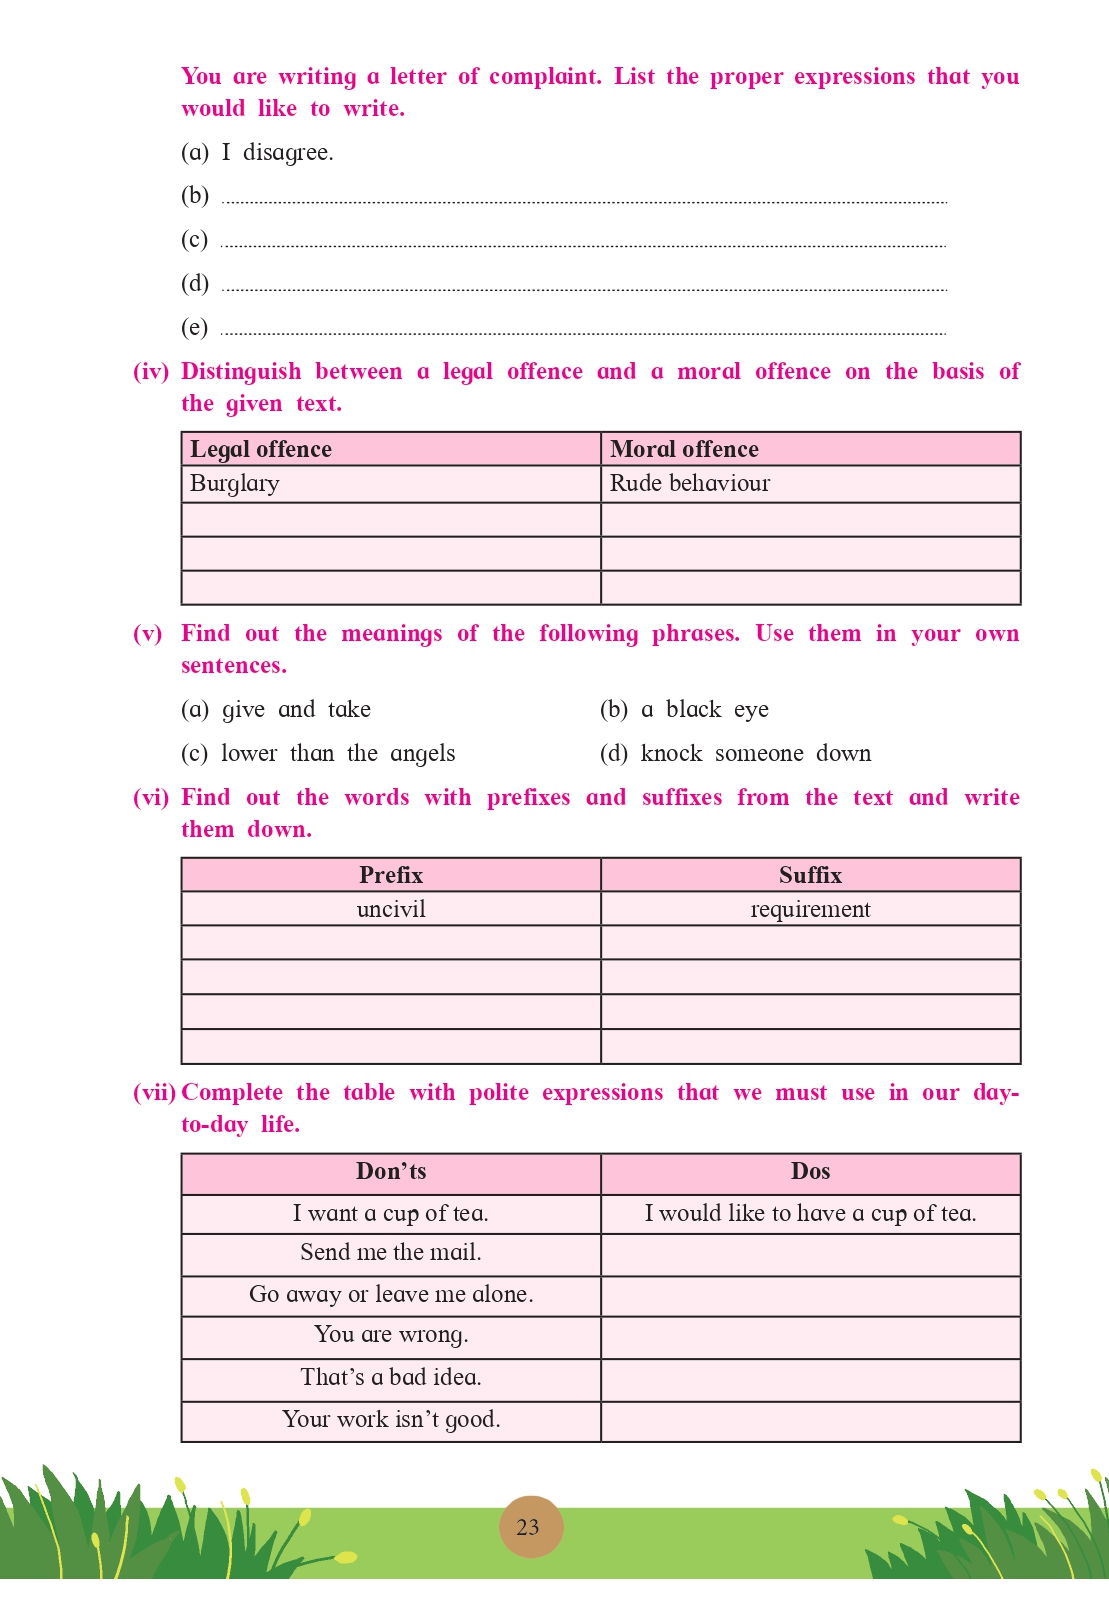 You are writing a letter of complaint. List the proper expressions that you
would like to write.
(a) I disagree.
(b) ........................................................................
(c) ........................................................................
(d) ........................................................................
(e) ........................................................................
(iv) Distinguish between a legal offence and a moral offence on the basis of
the given text.
Legal offence Moral offence
Burglary Rude behaviour
(v) Find out the meanings of the following phrases. Use them in your own
sentences.
(a) give and take (b) a black eye
(c) lower than the angels (d) knock someone down
(vi) Find out the words with prefixes and suffixes from the text and write
them down.
Prefix Suffix
uncivil requirement
(vii) Complete the table with polite expressions that we must use in our day-
to-day life.
Don’ts Dos
I want a cup of tea. I would like to have a cup of tea.
Send me the mail.
Go away or leave me alone.
You are wrong.
That’s a bad idea.
Your work isn’t good.
23